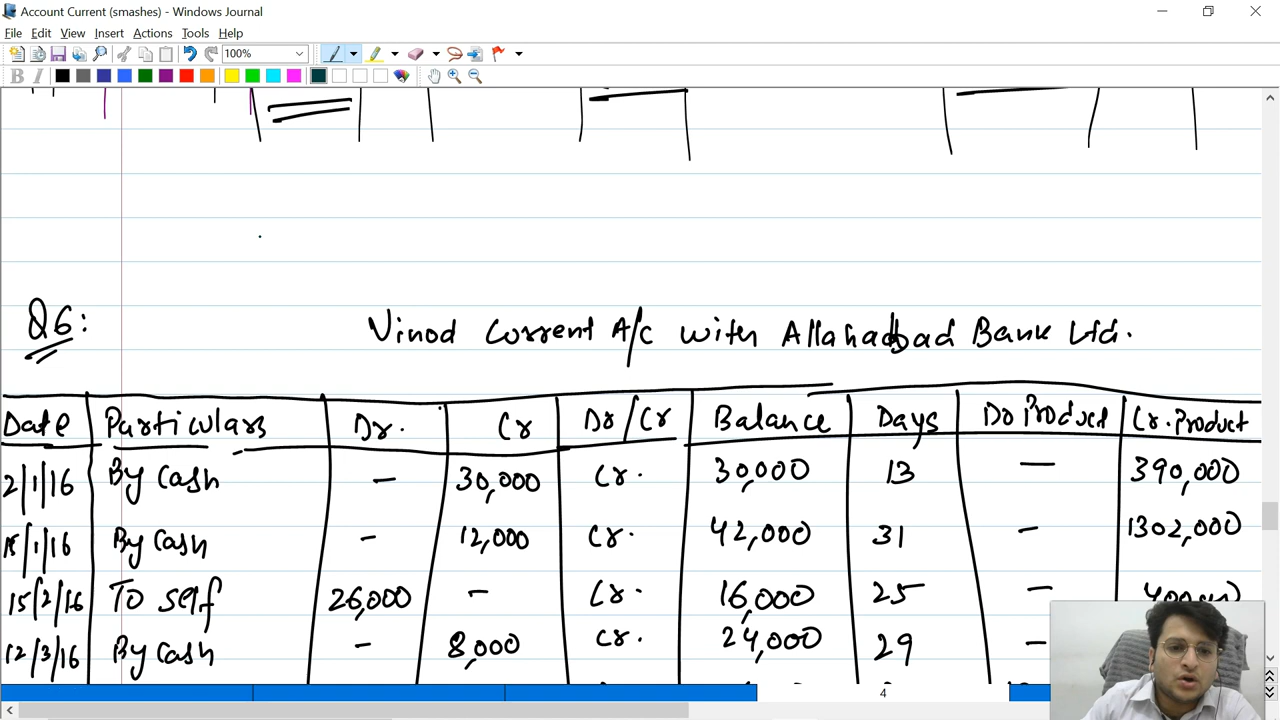 Account Current (smashes) - Windows Journal
File Edit View Insert Actions Tools Help
100%
B I
Q6: Vinod Current A/c with Allahabad Bank Ltd.
Date Particulars Dr. Cr Dr/Cr Balance Days Dr Product Cr. Product
2/1/16 By Cash - 30,000 Cr. 30,000 13 - 390,000
15/1/16 By Cash - 12,000 Cr. 42,000 31 - 1302,000
15/2/16 To self 26,000 - Cr. 16,000 25 -
12/3/16 By Cash - 8,000 Cr. 24,000 29 -
4